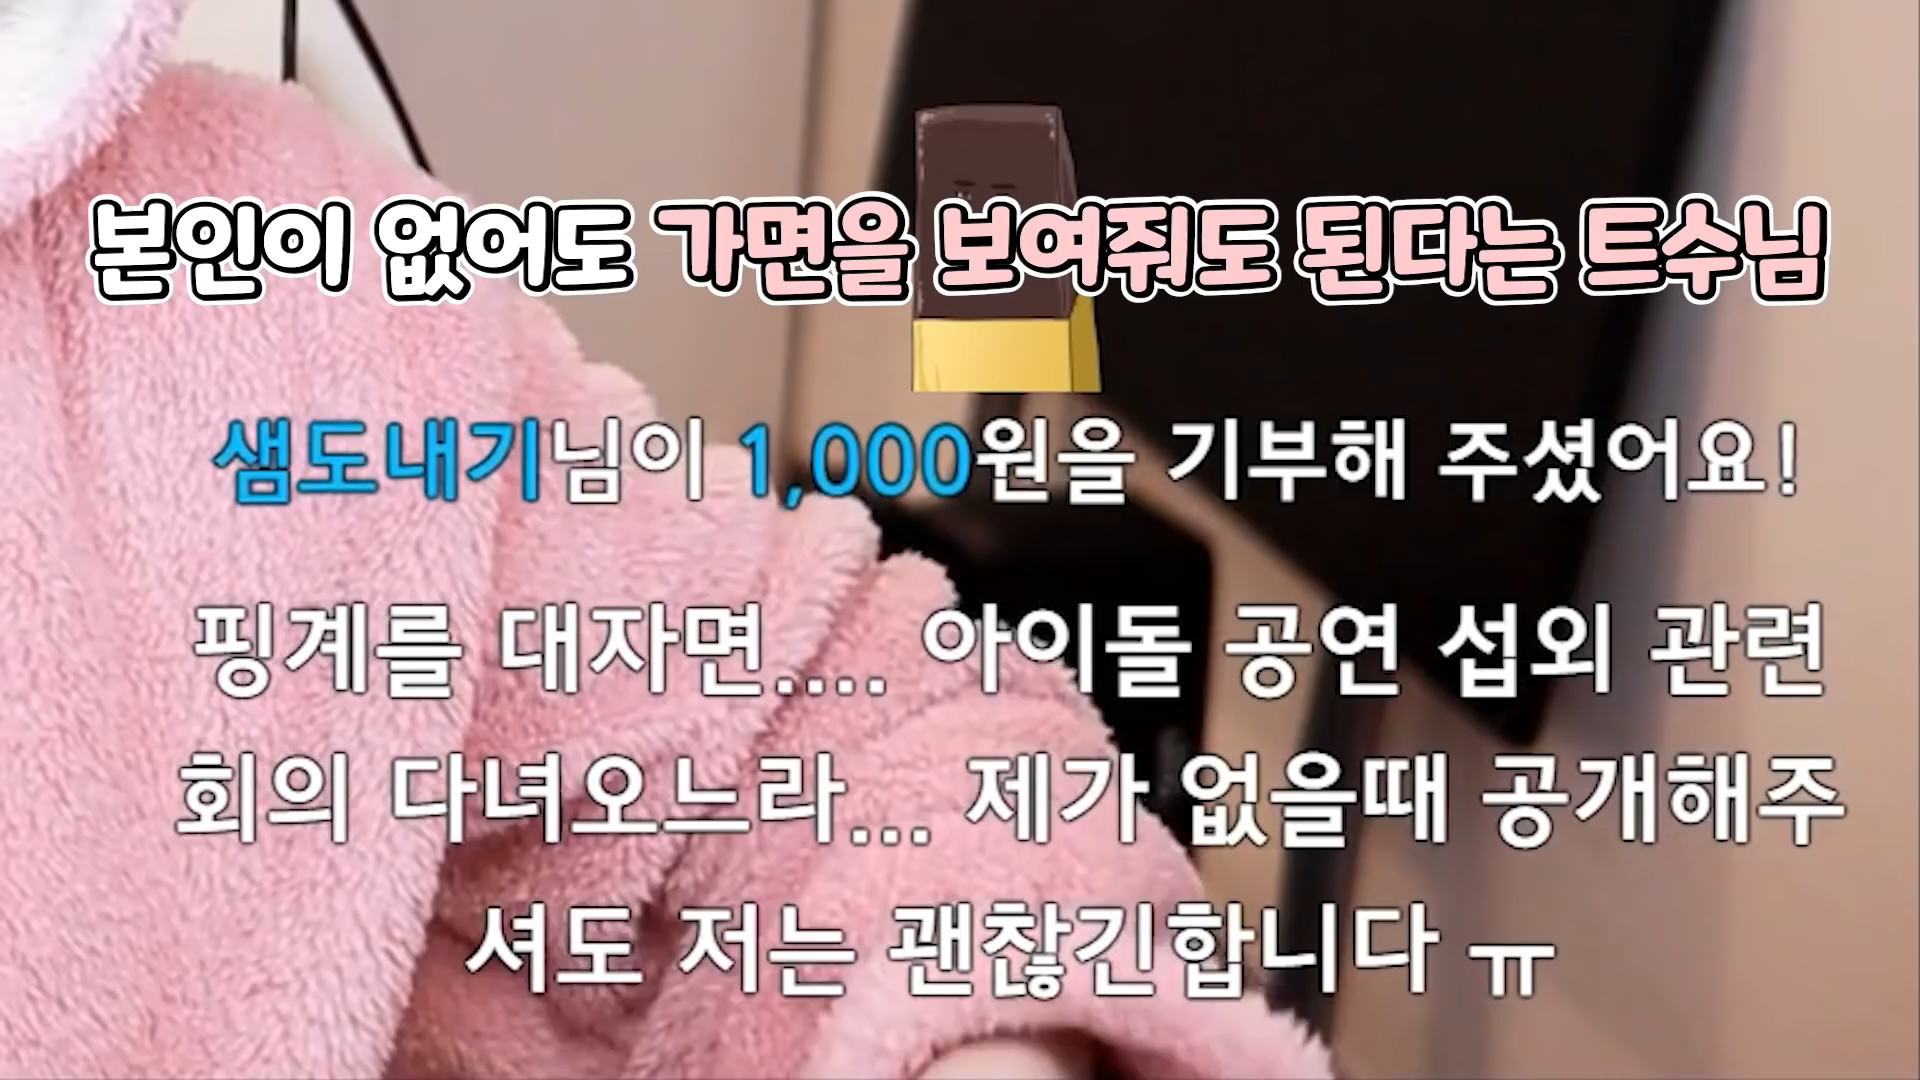 본인이 없어도 가면을 보여줘도 된다는 트수님
샘도내기님이 1,000원을 기부해 주셨어요!
핑계를 대자면.... 아이돌 공연 섭외 관련
회의 다녀오느라... 제가 없을때 공개해주
셔도 저는 괜찮긴합니다 ㅠ